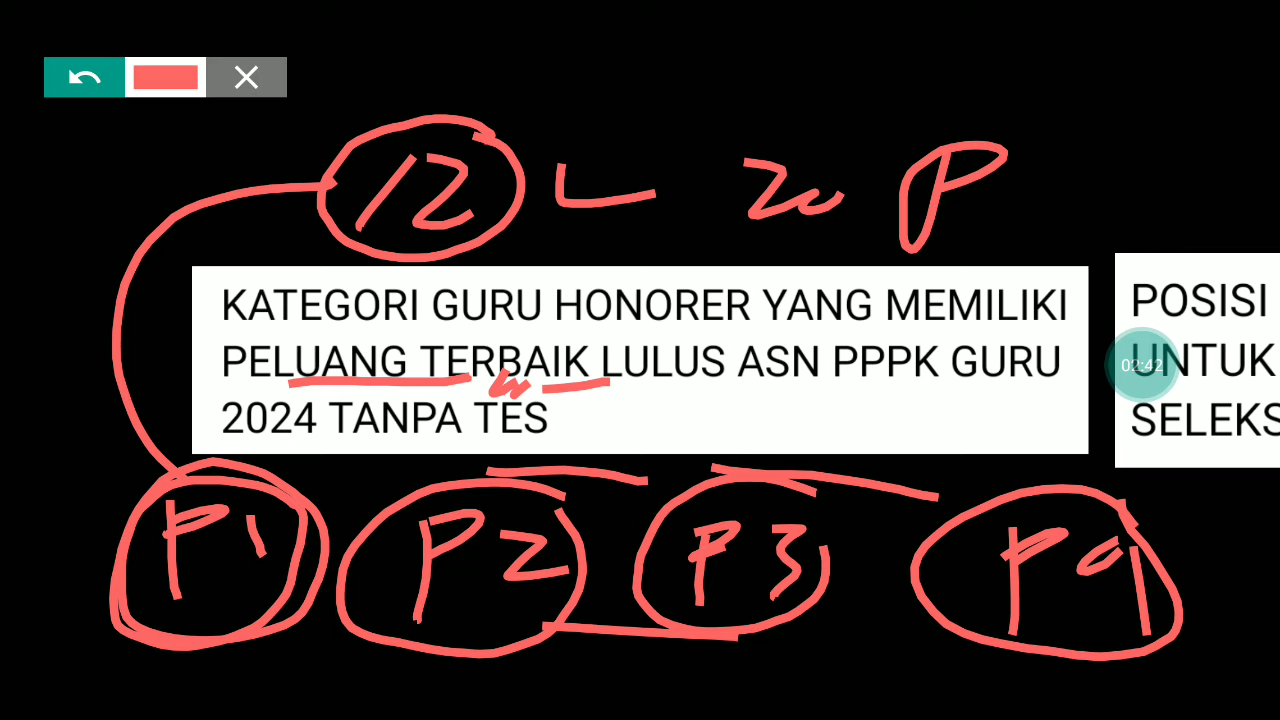 12 L 20 P
KATEGORI GURU HONORER YANG MEMILIKI
PELUANG TERBAIK LULUS ASN PPPK GURU
2024 TANPA TES
POSISI
UNTUK
SELEKS
02:42
P1 P2 P3 P4